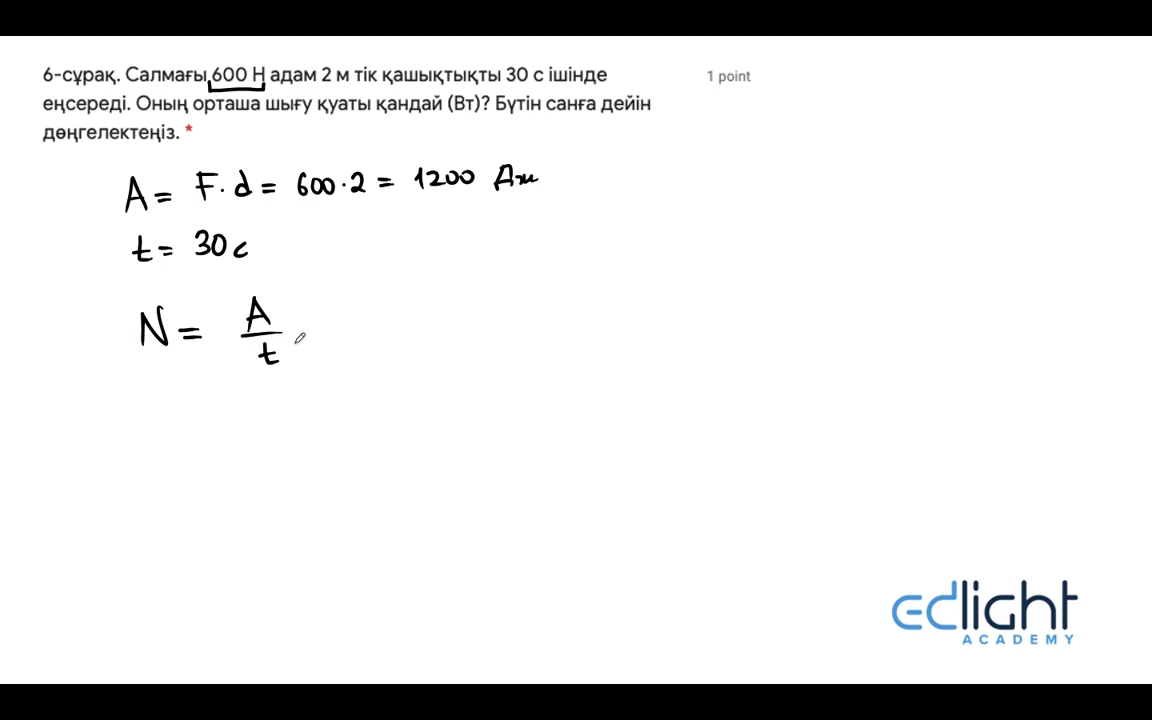 6-сұрақ. Салмағы 600 Н адам 2 м тік қашықтықты 30 с ішінде
1 point
еңсереді. Оның орташа шығу қуаты қандай (Вт)? Бүтін санға дейін
дөңгелектеңіз. *
A = F · d = 600 · 2 = 1200 Дж
t = 30 c
N = A / t
edlight
ACADEMY